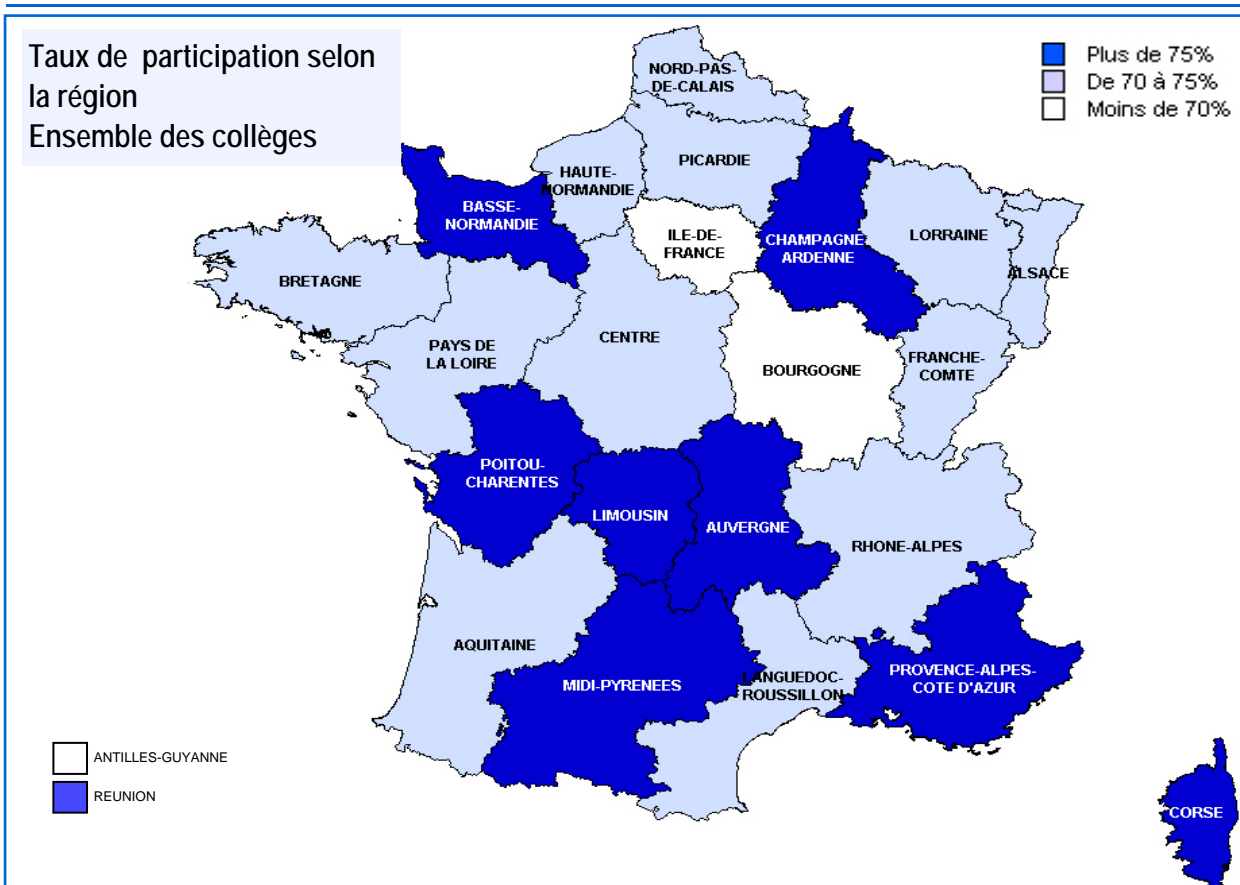 Taux de participation selon
la région
Ensemble des collèges
Plus de 75%
De 70 à 75%
Moins de 70%
NORD-PAS-
DE-CALAIS
PICARDIE
HAUTE-
NORMANDIE
BASSE-
NORMANDIE
ILE-DE-
FRANCE
CHAMPAGNE
ARDENNE
LORRAINE
ALSACE
BRETAGNE
PAYS DE
LA LOIRE
CENTRE
BOURGOGNE
FRANCHE-
COMTE
POITOU-
CHARENTES
LIMOUSIN
AUVERGNE
RHONE-ALPES
AQUITAINE
MIDI-PYRENEES
LANGUEDOC-
ROUSSILLON
PROVENCE-ALPES-
COTE D'AZUR
CORSE
ANTILLES-GUYANNE
REUNION